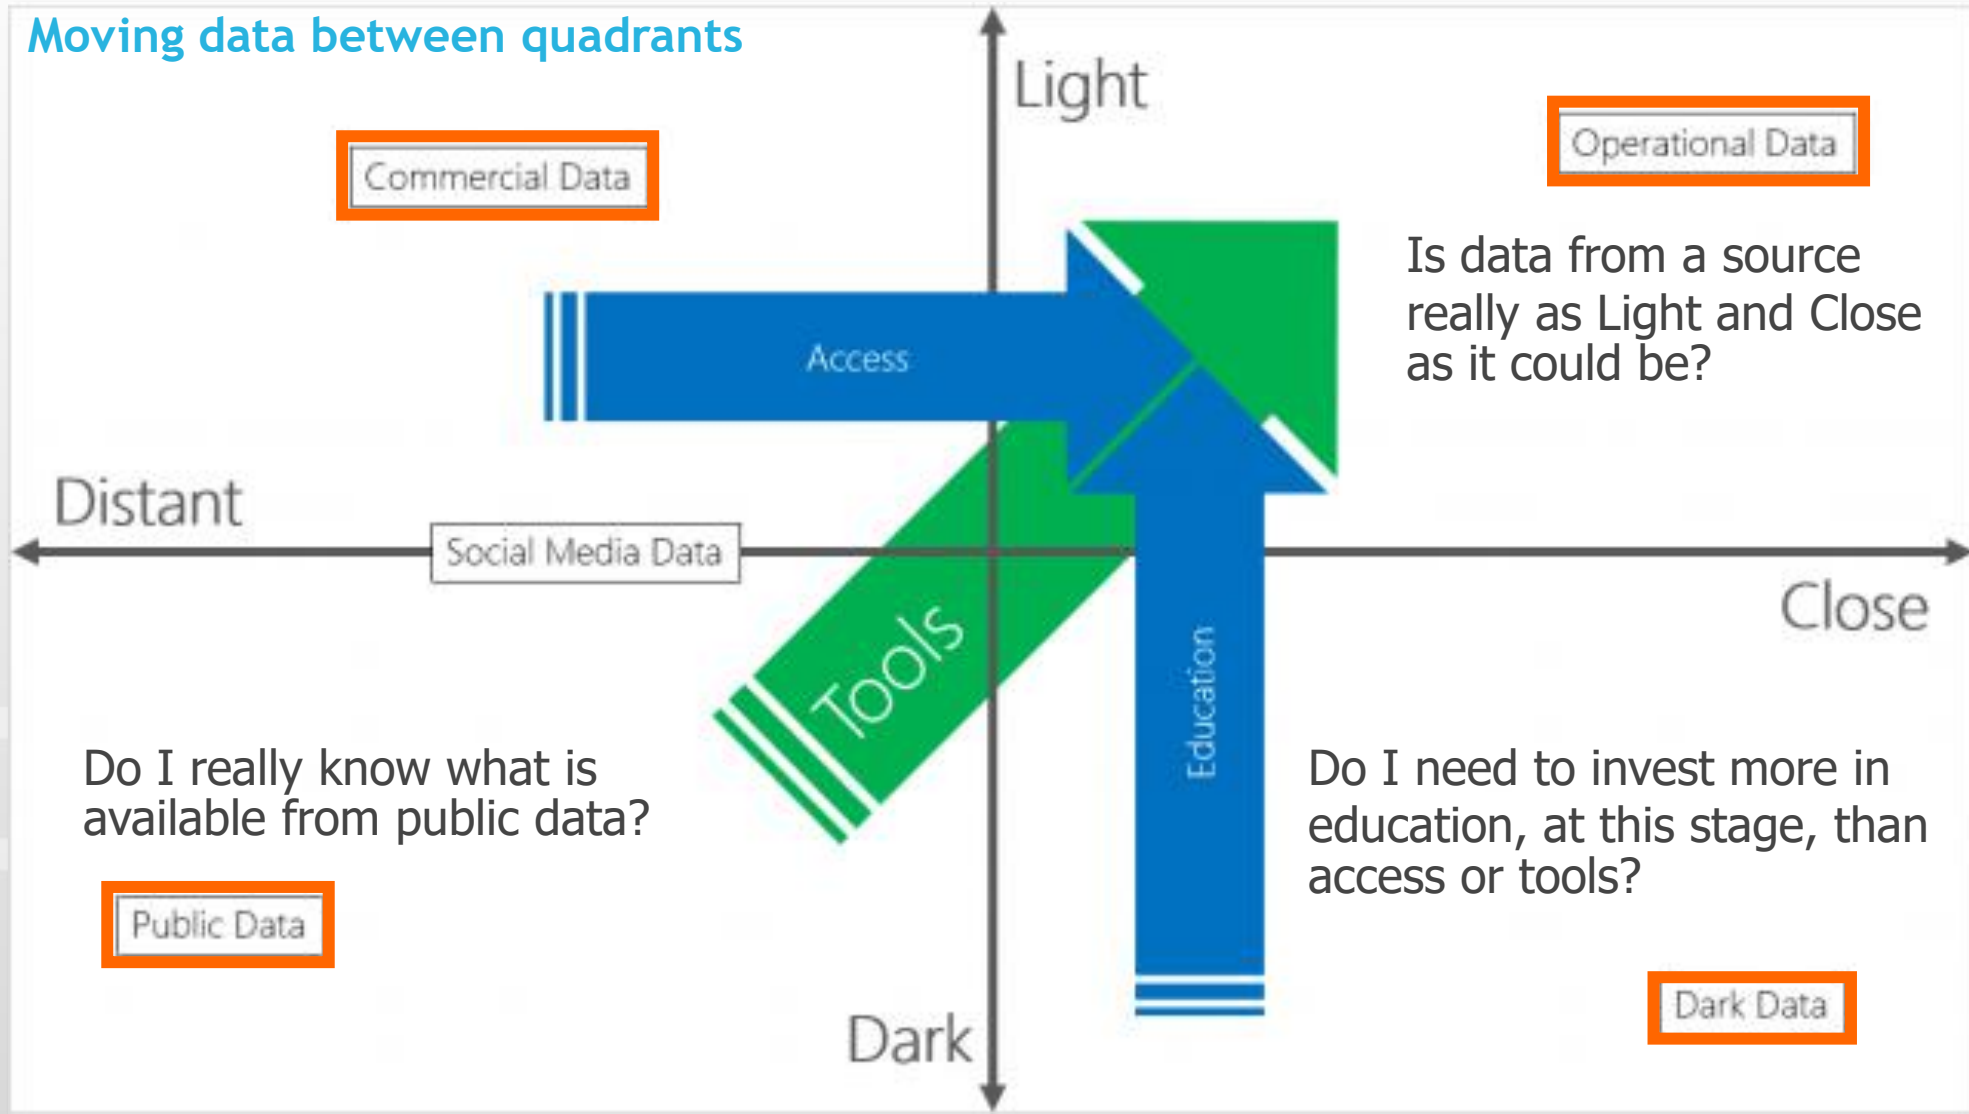 Moving data between quadrants
Light
Commercial Data
Operational Data
Is data from a source
really as Light and Close
as it could be?
Access
Distant
Social Media Data
Close
Tools
Education
Do I really know what is
available from public data?
Do I need to invest more in
education, at this stage, than
access or tools?
Public Data
Dark Data
Dark